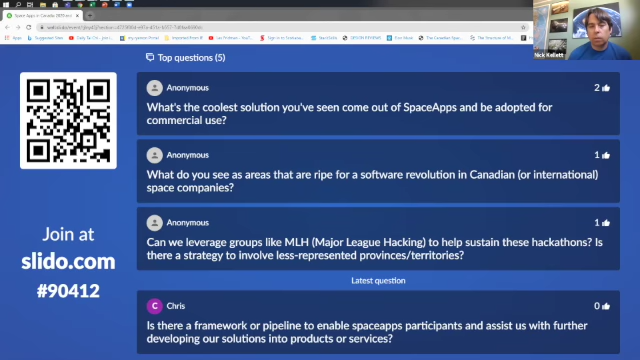 Space Apps in Canada 2070
Nick Kellett
Top questions (5)
Anonymous
2
What's the coolest solution you've seen come out of SpaceApps and be adopted for
commercial use?
Anonymous
1
What do you see as areas that are ripe for a software revolution in Canadian (or international)
space companies?
Anonymous
1
Can we leverage groups like MLH (Major League Hacking) to help sustain these hackathons? Is
there a strategy to involve less-represented provinces/territories?
Latest question
C
Chris
0
Is there a framework or pipeline to enable spaceapps participants and assist us with further
developing our solutions into products or services?
Join at
slido.com
#90412